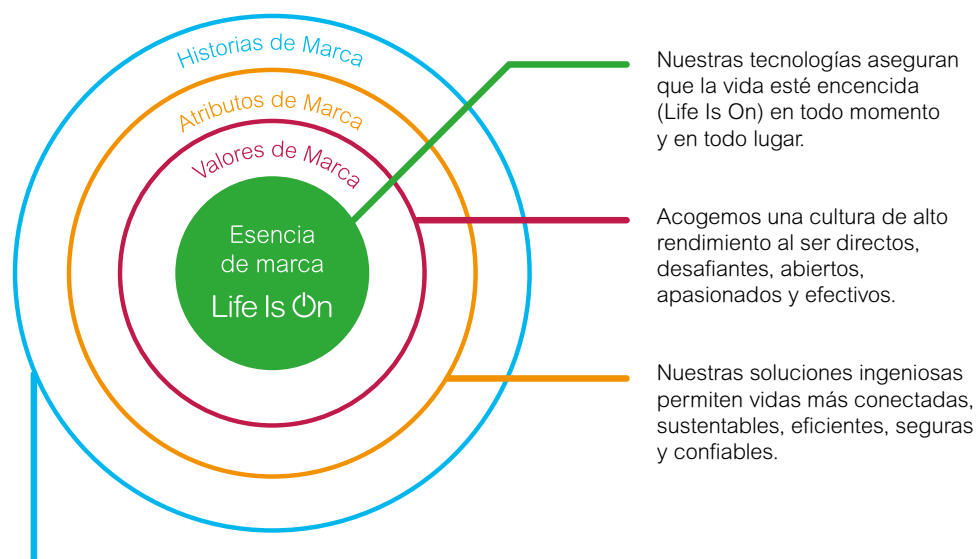 Historias de Marca
Atributos de Marca
Valores de Marca
Esencia
de marca
Life Is On
Nuestras tecnologías aseguran
que la vida esté encencida
(Life Is On) en todo momento
y en todo lugar.
Acogemos una cultura de alto
rendimiento al ser directos,
desafiantes, abiertos,
apasionados y efectivos.
Nuestras soluciones ingeniosas
permiten vidas más conectadas,
sustentables, eficientes, seguras
y confiables.